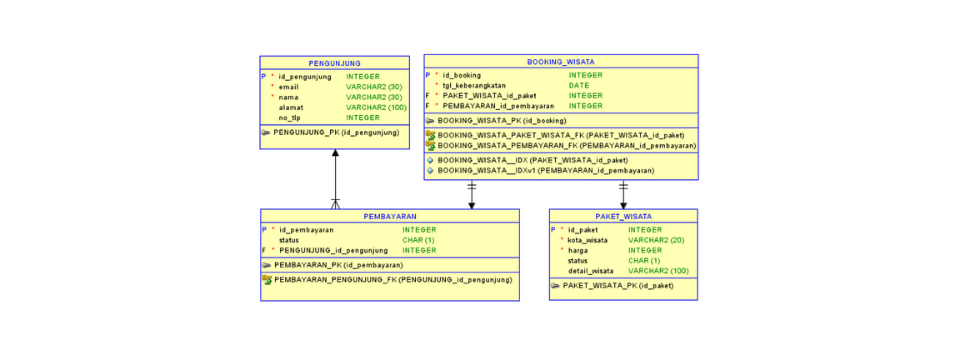 PENGUNJUNG
P * id_pengunjung INTEGER
* email VARCHAR2 (30)
* nama VARCHAR2 (30)
alamat VARCHAR2 (100)
no_tlp INTEGER
PENGUNJUNG_PK (id_pengunjung)
BOOKING_WISATA
P * id_booking INTEGER
* tgl_keberangkatan DATE
F * PAKET_WISATA_id_paket INTEGER
F * PEMBAYARAN_id_pembayaran INTEGER
BOOKING_WISATA_PK (id_booking)
BOOKING_WISATA_PAKET_WISATA_FK (PAKET_WISATA_id_paket)
BOOKING_WISATA_PEMBAYARAN_FK (PEMBAYARAN_id_pembayaran)
BOOKING_WISATA__IDX (PAKET_WISATA_id_paket)
BOOKING_WISATA__IDXv1 (PEMBAYARAN_id_pembayaran)
PEMBAYARAN
P * id_pembayaran INTEGER
status CHAR (1)
F * PENGUNJUNG_id_pengunjung INTEGER
PEMBAYARAN_PK (id_pembayaran)
PEMBAYARAN_PENGUNJUNG_FK (PENGUNJUNG_id_pengunjung)
PAKET_WISATA
P * id_paket INTEGER
* kota_wisata VARCHAR2 (20)
* harga INTEGER
status CHAR (1)
detail_wisata VARCHAR2 (100)
PAKET_WISATA_PK (id_paket)